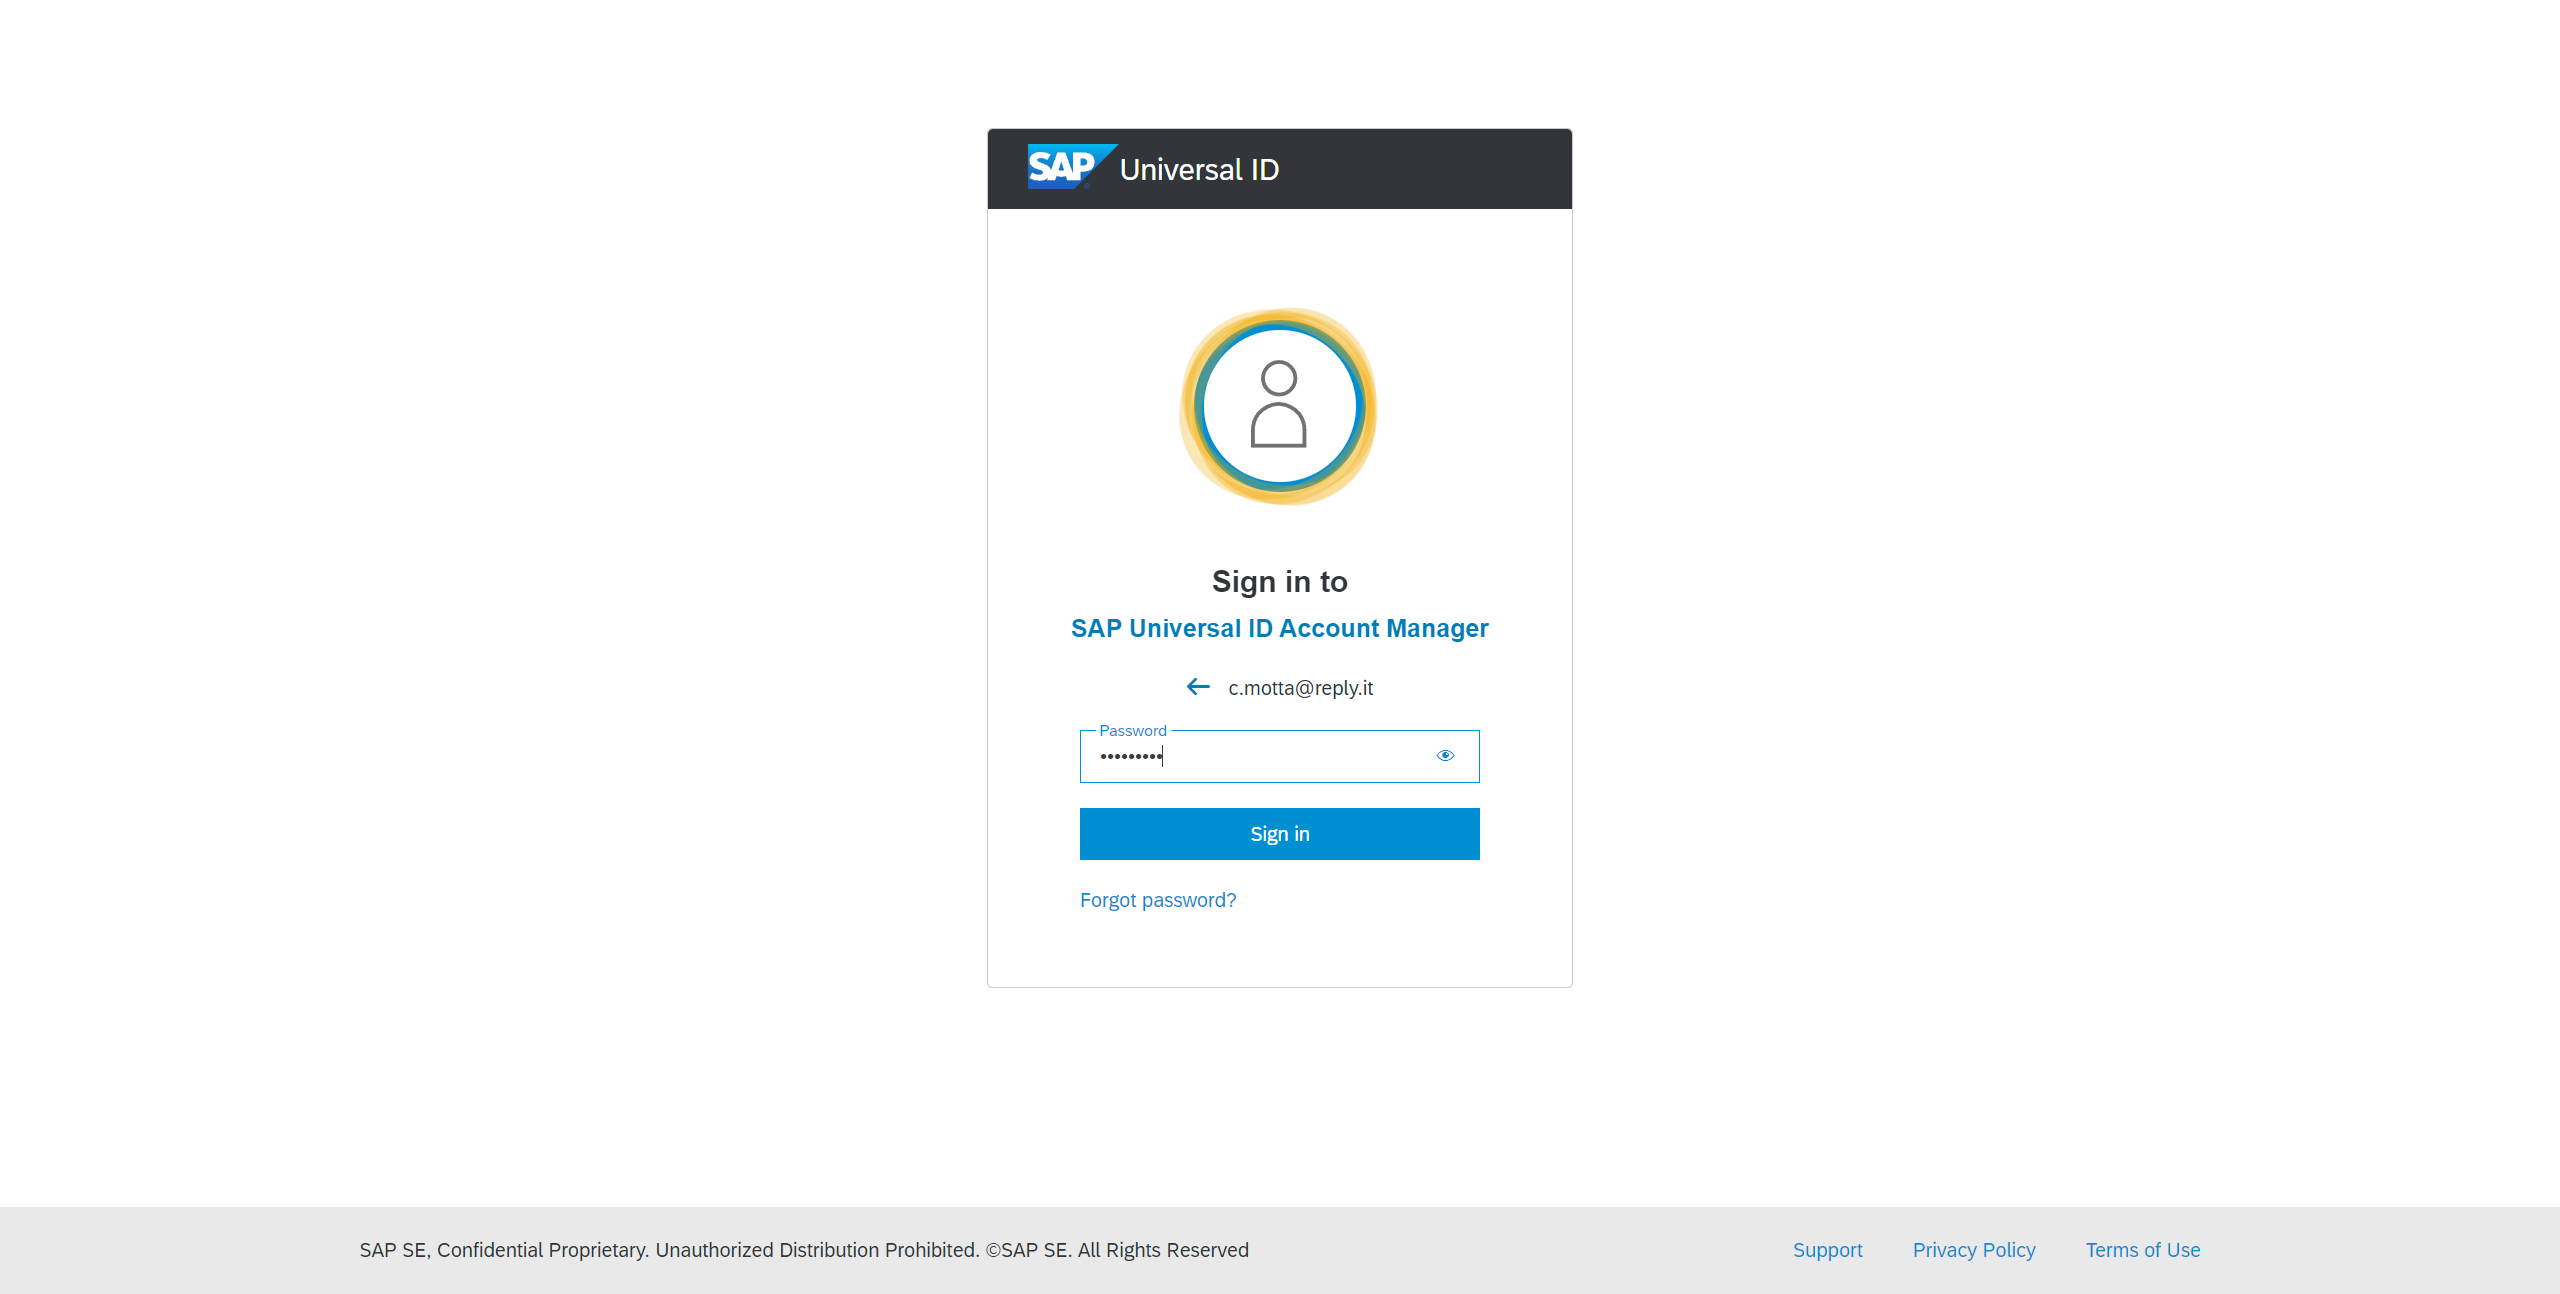 SAP Universal ID
Sign in to
SAP Universal ID Account Manager
c.motta@reply.it
Password
•••••••••
Sign in
Forgot password?
SAP SE, Confidential Proprietary. Unauthorized Distribution Prohibited. ©SAP SE. All Rights Reserved
Support Privacy Policy Terms of Use